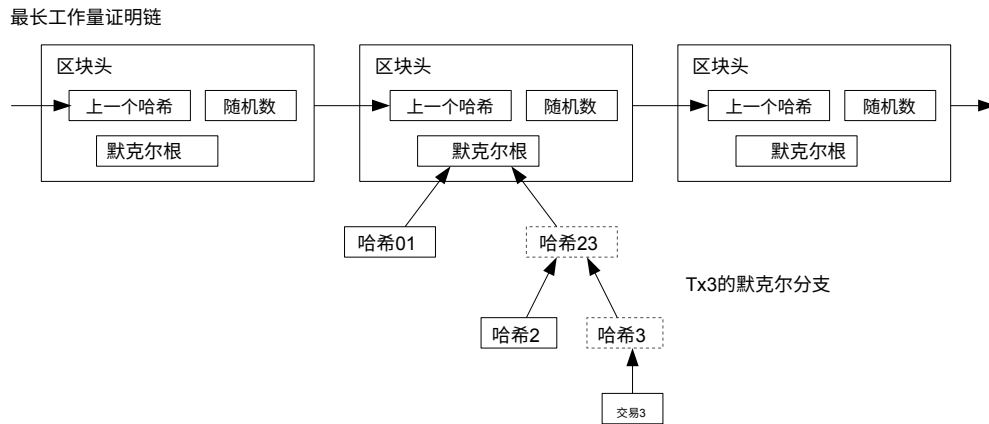 最长工作量证明链
区块头 区块头 区块头
上一个哈希 随机数 上一个哈希 随机数 上一个哈希 随机数
默克尔根 默克尔根 默克尔根
哈希01 哈希23
Tx3的默克尔分支
哈希2 哈希3
交易3